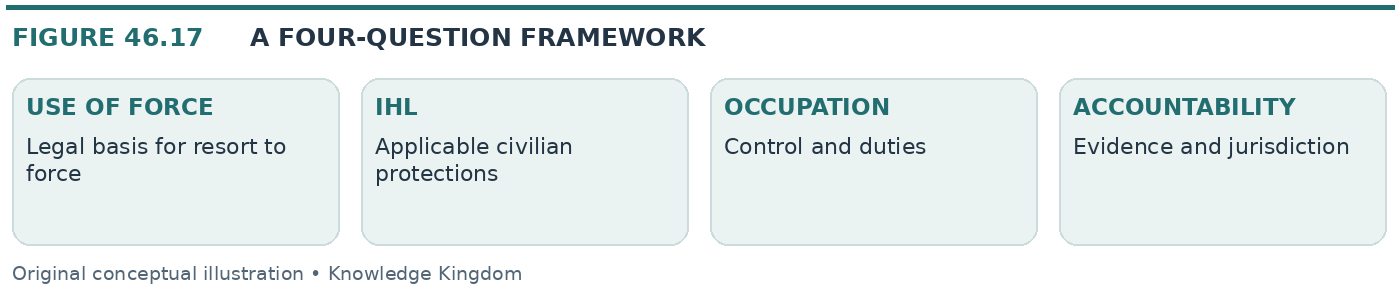 FIGURE 46.17 A FOUR-QUESTION FRAMEWORK
USE OF FORCE
Legal basis for resort to
force
IHL
Applicable civilian
protections
OCCUPATION
Control and duties
ACCOUNTABILITY
Evidence and jurisdiction
Original conceptual illustration • Knowledge Kingdom